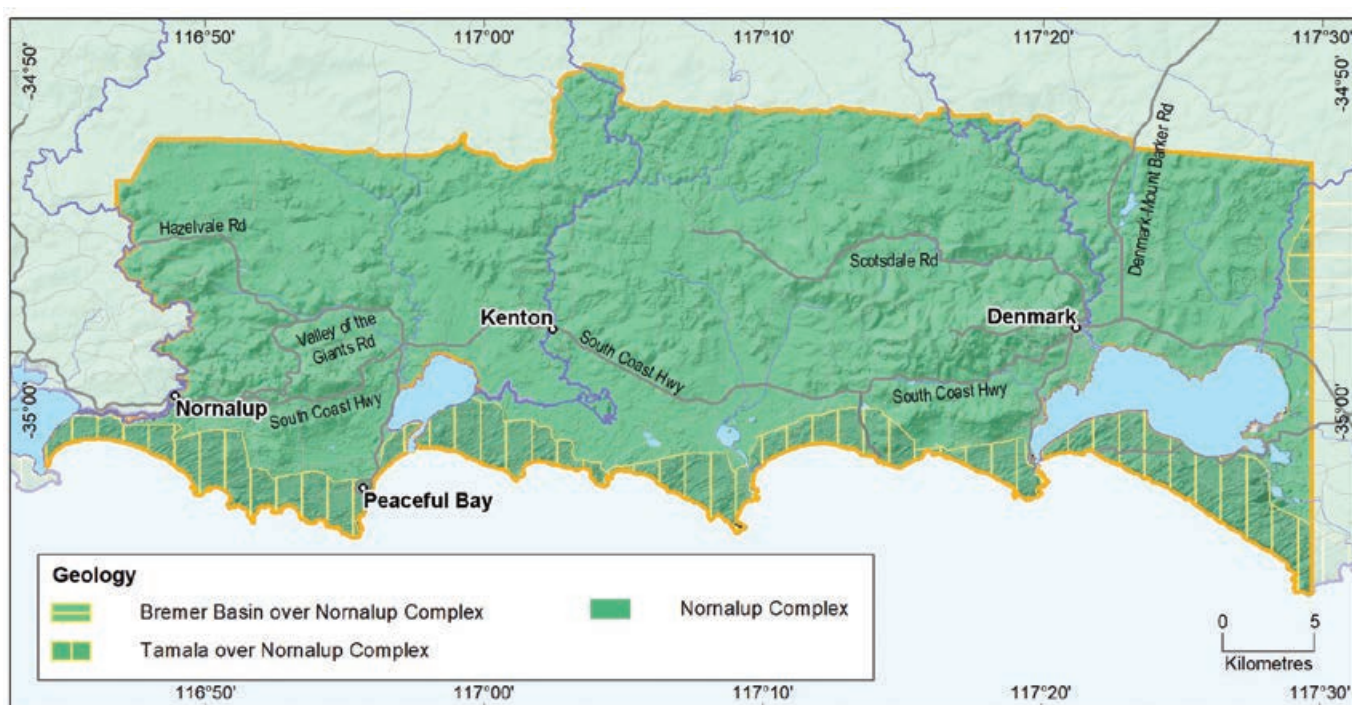 116°50' 117°00' 117°10' 117°20' 117°30'
-34°50'
-34°50'
Hazelvale Rd
Denmark-Mount Barker Rd
Scotsdale Rd
Kenton
Denmark
Valley of the
Giants Rd
South Coast Hwy
South Coast Hwy
Nornalup
South Coast Hwy
-35°00'
-35°00'
Peaceful Bay
Geology
Bremer Basin over Nornalup Complex
Nornalup Complex
Tamala over Nornalup Complex
0 5
Kilometres
116°50' 117°00' 117°10' 117°20' 117°30'